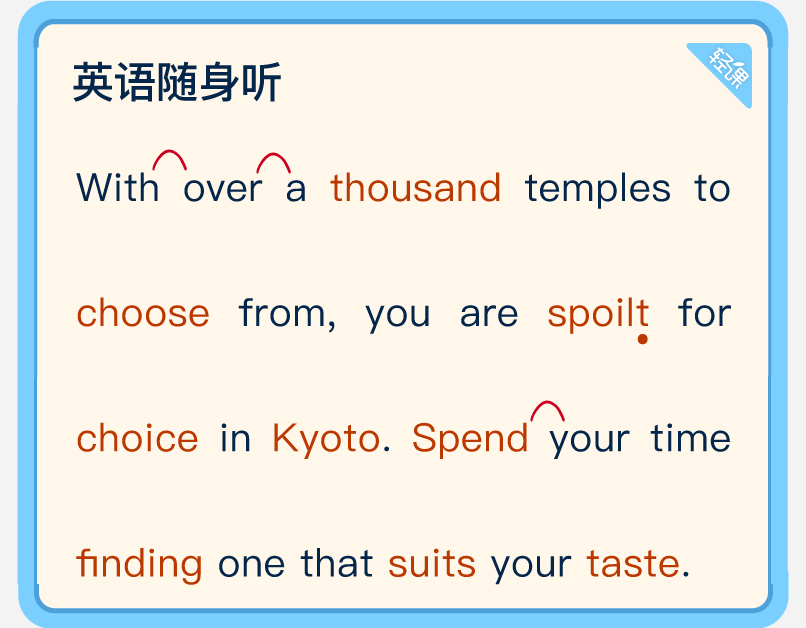 英语随身听
轻课
With over a thousand temples to
choose from, you are spoilt for
choice in Kyoto. Spend your time
finding one that suits your taste.